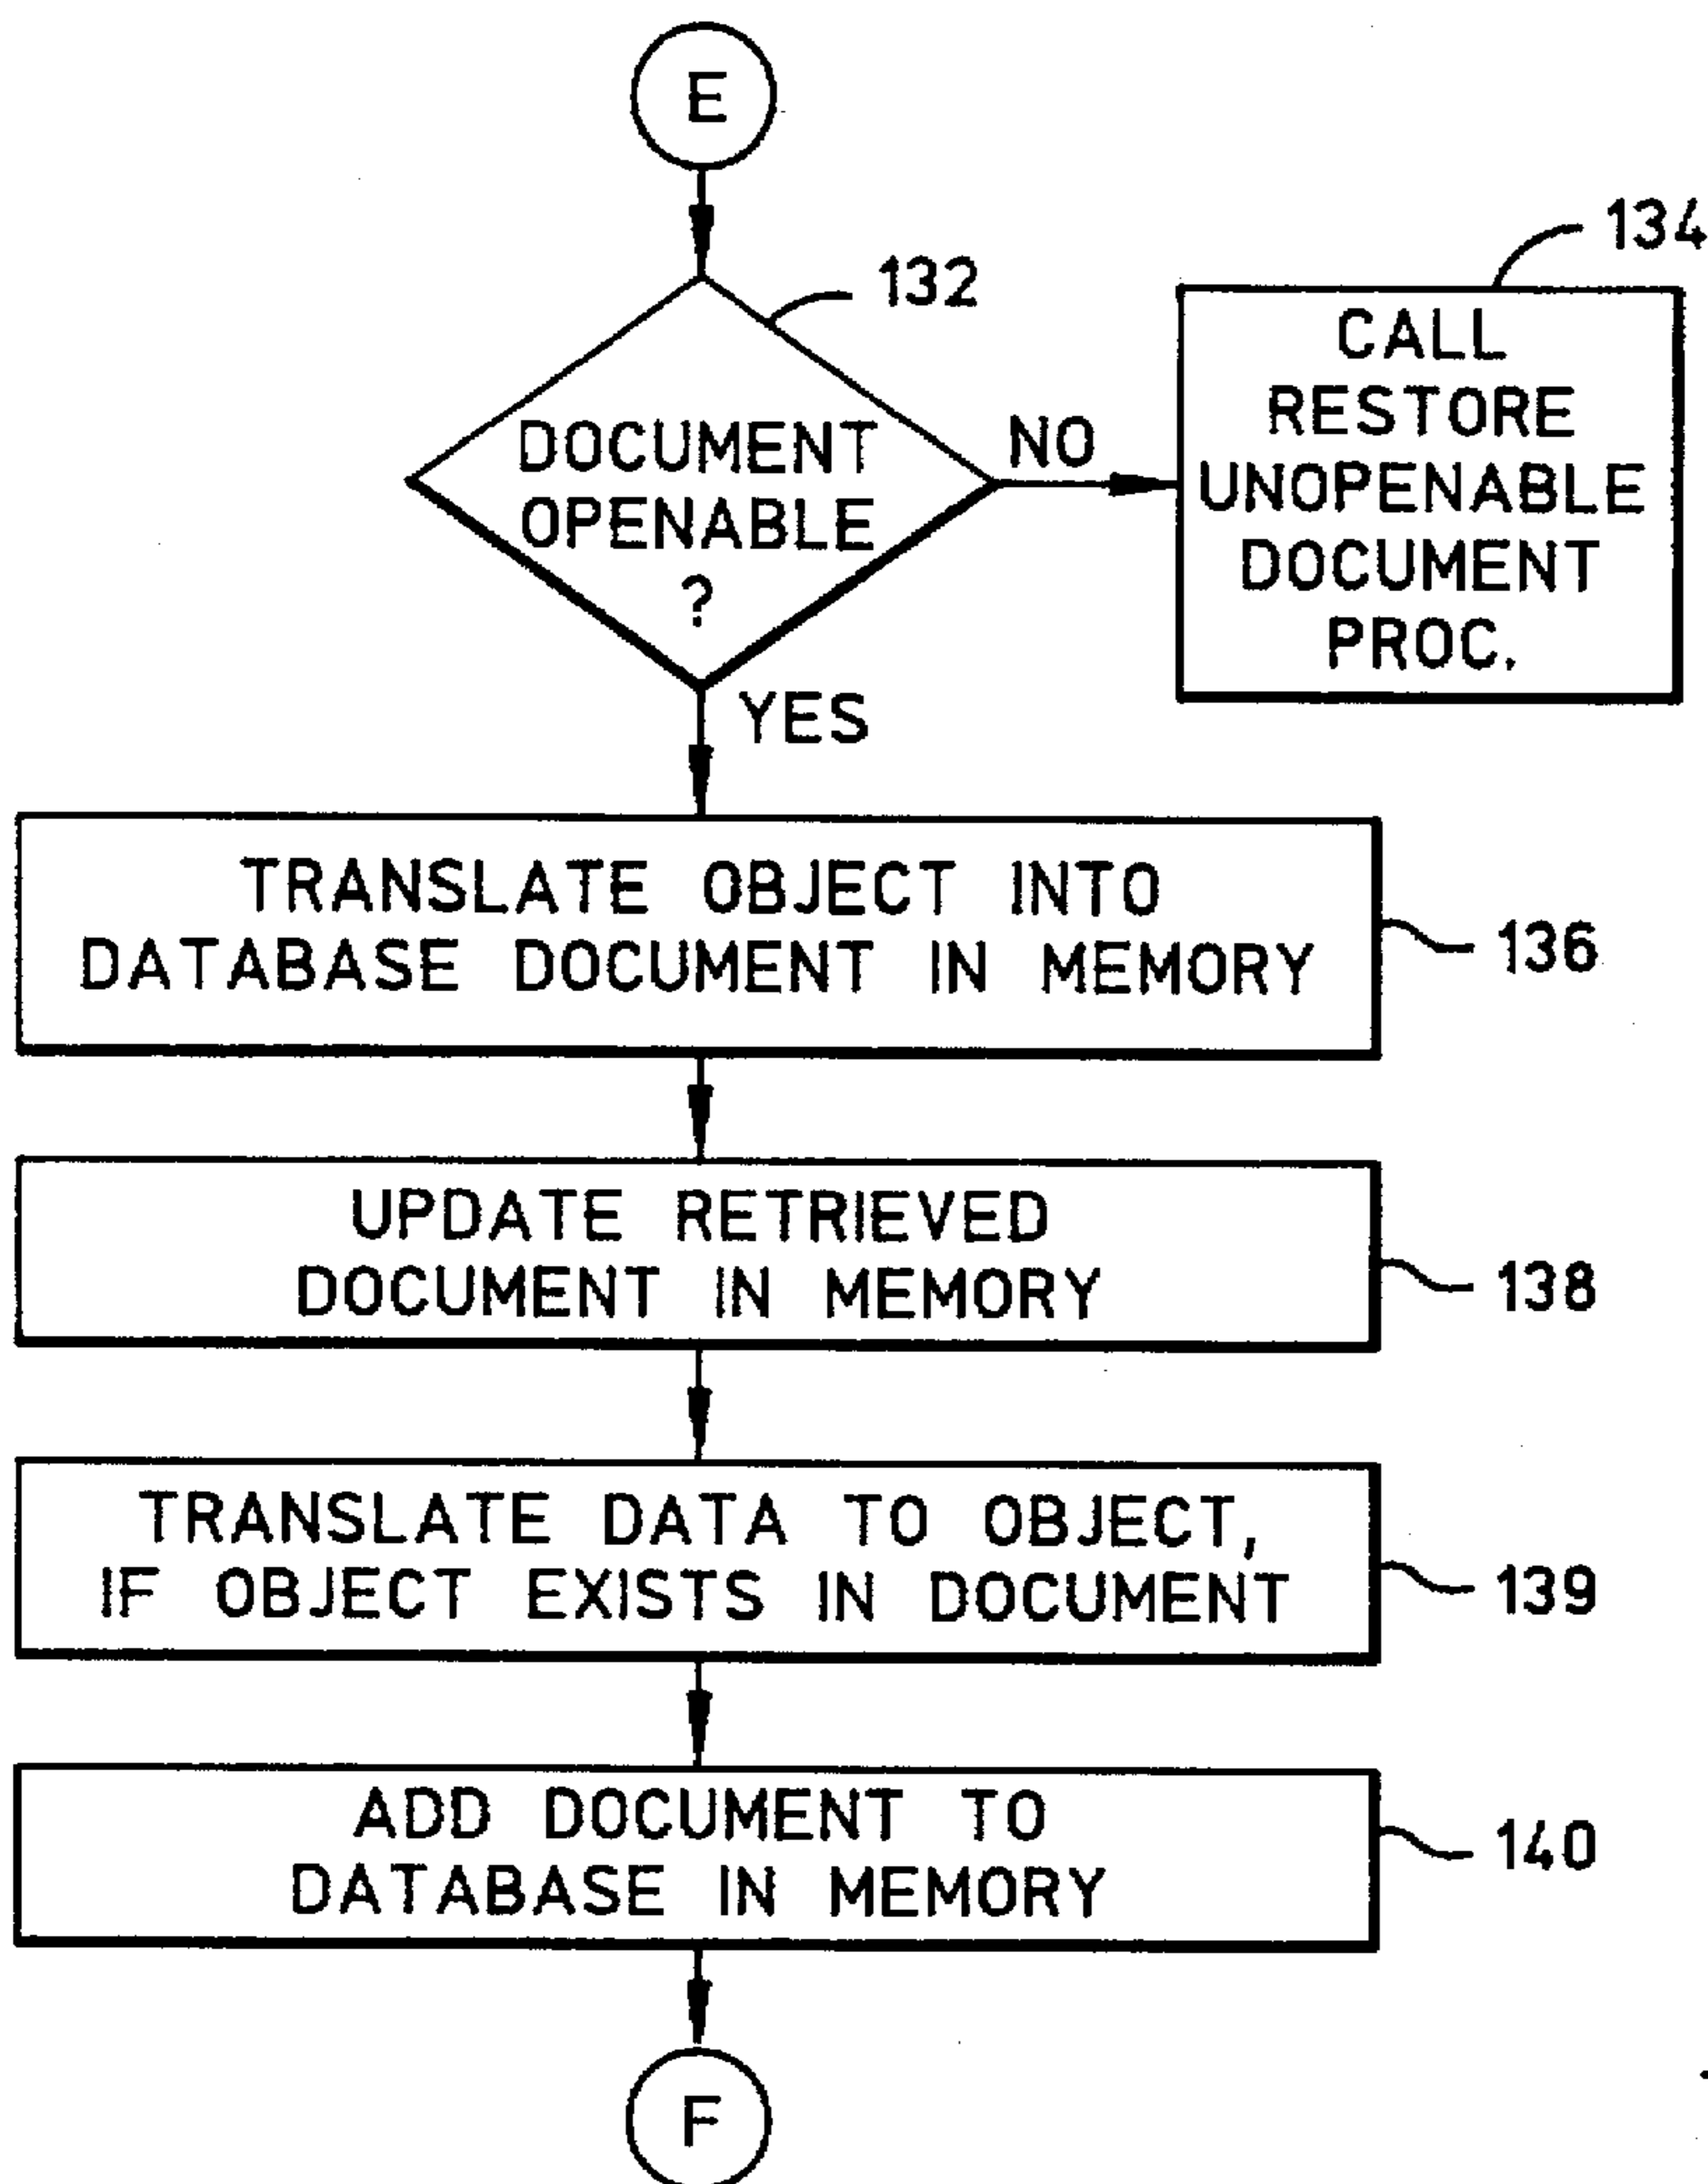 E
132
134
DOCUMENT
OPENABLE
?
NO
CALL
RESTORE
UNOPENABLE
DOCUMENT
PROC.
YES
TRANSLATE OBJECT INTO
DATABASE DOCUMENT IN MEMORY
136
UPDATE RETRIEVED
DOCUMENT IN MEMORY
138
TRANSLATE DATA TO OBJECT,
IF OBJECT EXISTS IN DOCUMENT
139
ADD DOCUMENT TO
DATABASE IN MEMORY
140
F